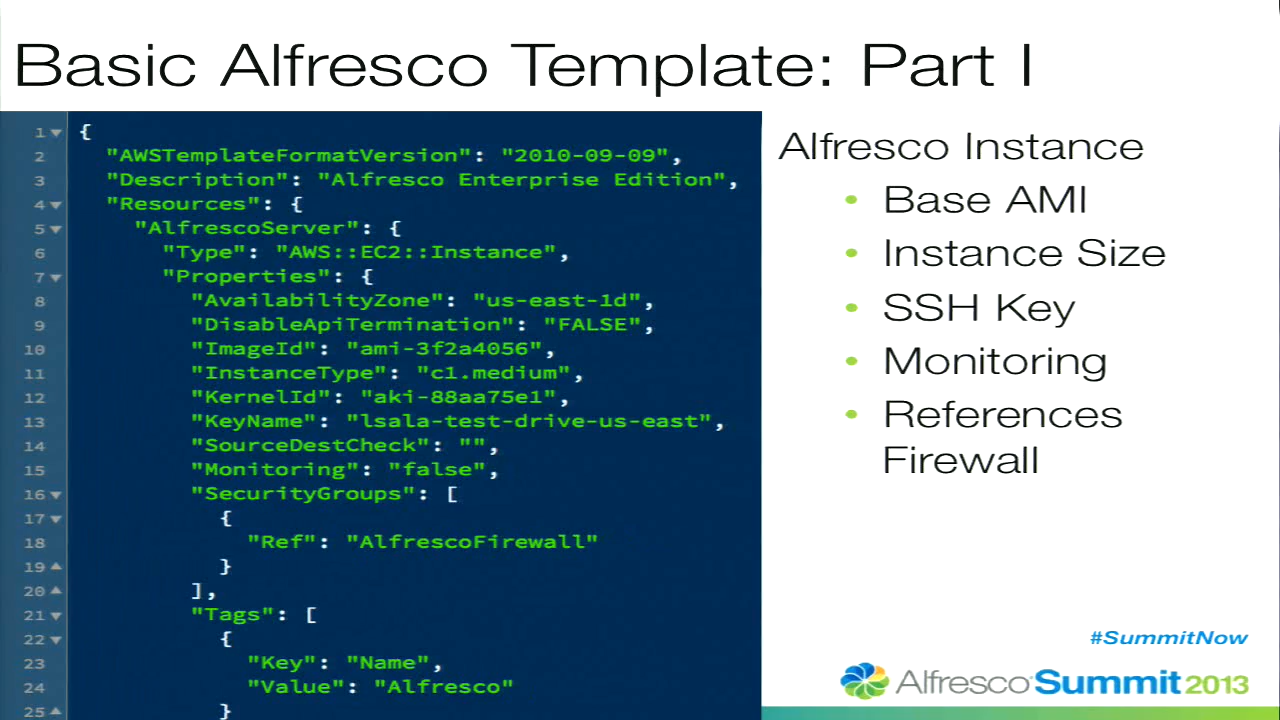 Basic Alfresco Template: Part I
1 {
2 "AWSTemplateFormatVersion": "2010-09-09",
3 "Description": "Alfresco Enterprise Edition",
4 "Resources": {
5 "AlfrescoServer": {
6 "Type": "AWS::EC2::Instance",
7 "Properties": {
8 "AvailabilityZone": "us-east-1d",
9 "DisableApiTermination": "FALSE",
10 "ImageId": "ami-3f2a4056",
11 "InstanceType": "c1.medium",
12 "KernelId": "aki-88aa75e1",
13 "KeyName": "lsala-test-drive-us-east",
14 "SourceDestCheck": "",
15 "Monitoring": "false",
16 "SecurityGroups": [
17 {
18 "Ref": "AlfrescoFirewall"
19 }
20 ],
21 "Tags": [
22 {
23 "Key": "Name",
24 "Value": "Alfresco"
25 }
Alfresco Instance
• Base AMI
• Instance Size
• SSH Key
• Monitoring
• References
Firewall
#SummitNow
Alfresco Summit 2013